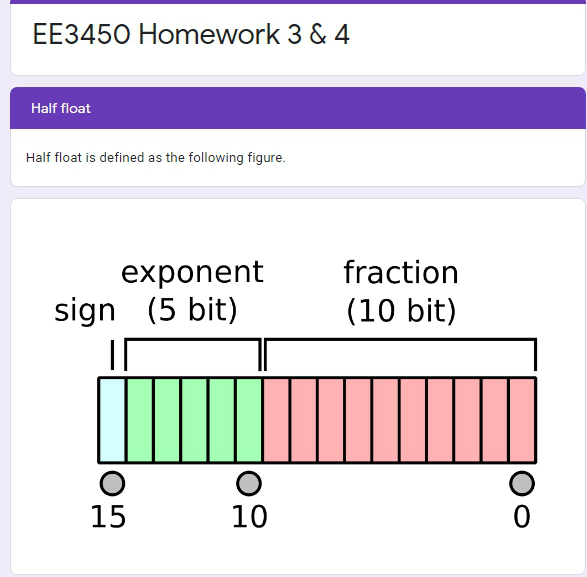 EE3450 Homework 3 & 4
Half float
Half float is defined as the following figure.
exponent fraction
sign (5 bit) (10 bit)
15 10 0